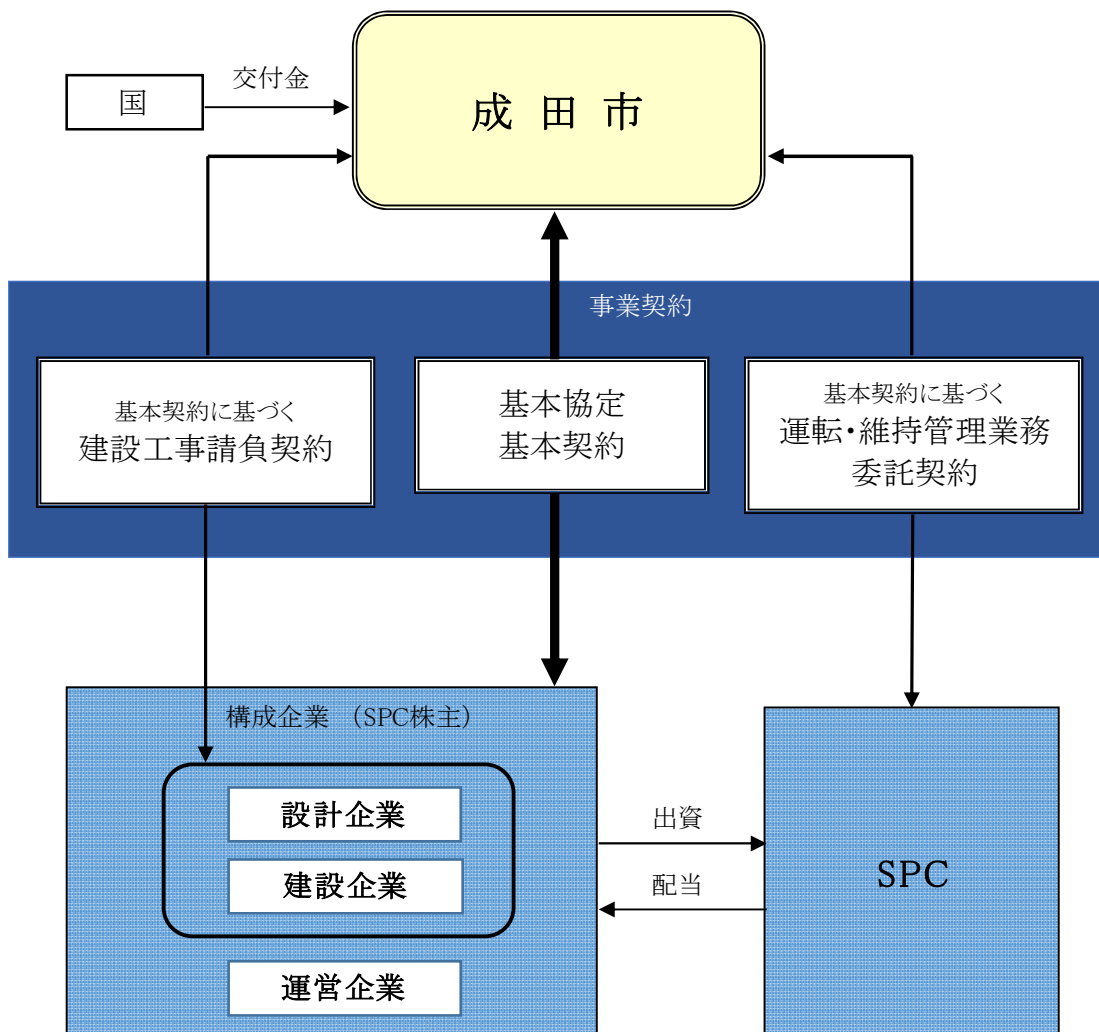 交付金
国
成 田 市
事業契約
基本契約に基づく
建設工事請負契約
基本協定
基本契約
基本契約に基づく
運転・維持管理業務
委託契約
構成企業 （SPC株主）
設計企業
建設企業
運営企業
出資
配当
SPC